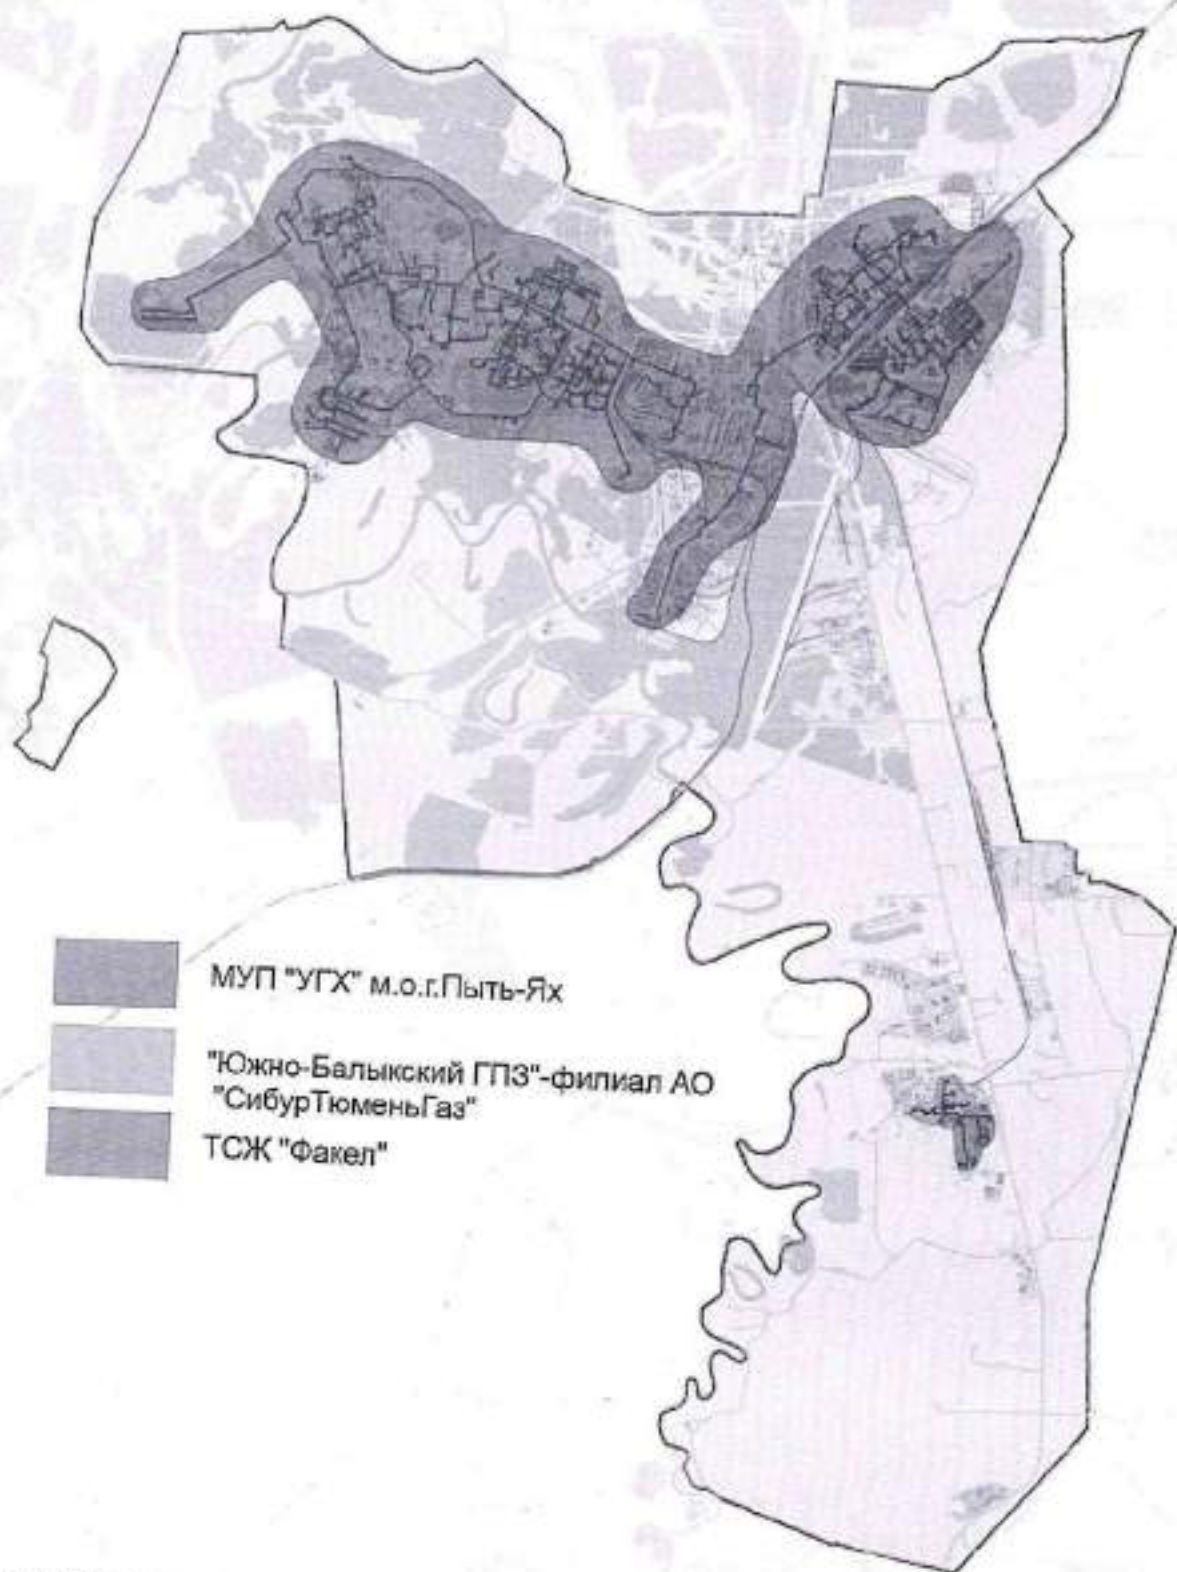 МУП "УГХ" м.о.г.Пыть-Ях
"Южно-Балыкский ГПЗ"-филиал АО
"СибурТюменьГаз"
ТСЖ "Факел"